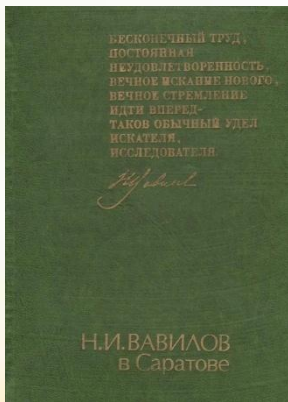 БЕСКОНЕЧНЫЙ ТРУД,
ПОСТОЯННАЯ
НЕУДОВЛЕТВОРЕННОСТЬ,
ВЕЧНОЕ ИСКАНИЕ НОВОГО,
ВЕЧНОЕ СТРЕМЛЕНИЕ
ИДТИ ВПЕРЕД-
ТАКОВ ОБЫЧНЫЙ УДЕЛ
ИСКАТЕЛЯ,
ИССЛЕДОВАТЕЛЯ.
Н.И.ВАВИЛОВ
в Саратове